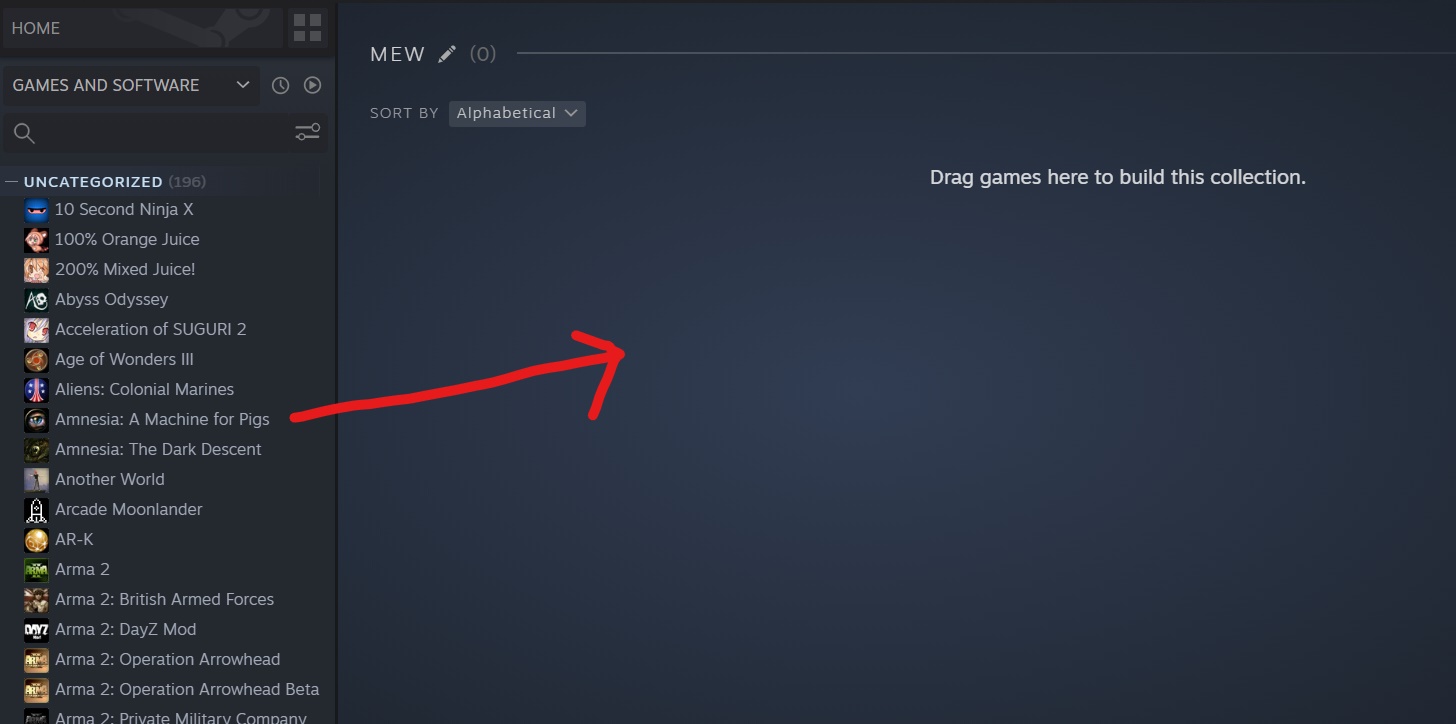 HOME
GAMES AND SOFTWARE
UNCATEGORIZED (196)
10 Second Ninja X
100% Orange Juice
200% Mixed Juice!
Abyss Odyssey
Acceleration of SUGURI 2
Age of Wonders III
Aliens: Colonial Marines
Amnesia: A Machine for Pigs
Amnesia: The Dark Descent
Another World
Arcade Moonlander
AR-K
Arma 2
Arma 2: British Armed Forces
Arma 2: DayZ Mod
Arma 2: Operation Arrowhead
Arma 2: Operation Arrowhead Beta
Arma 2: Private Military Company
MEW (0)
SORT BY Alphabetical
Drag games here to build this collection.